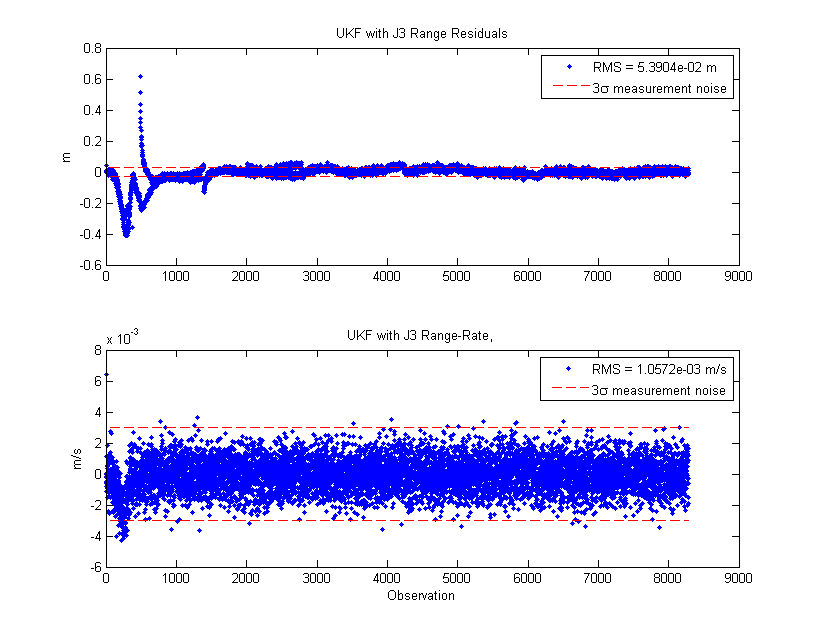 UKF with J3 Range Residuals
0.8
0.6
0.4
0.2
0
-0.2
-0.4
-0.6
m
RMS = 5.3904e-02 m
3σ measurement noise
0 1000 2000 3000 4000 5000 6000 7000 8000 9000
UKF with J3 Range-Rate,
x 10^-3
8
6
4
2
0
-2
-4
-6
m/s
RMS = 1.0572e-03 m/s
3σ measurement noise
0 1000 2000 3000 4000 5000 6000 7000 8000 9000
Observation